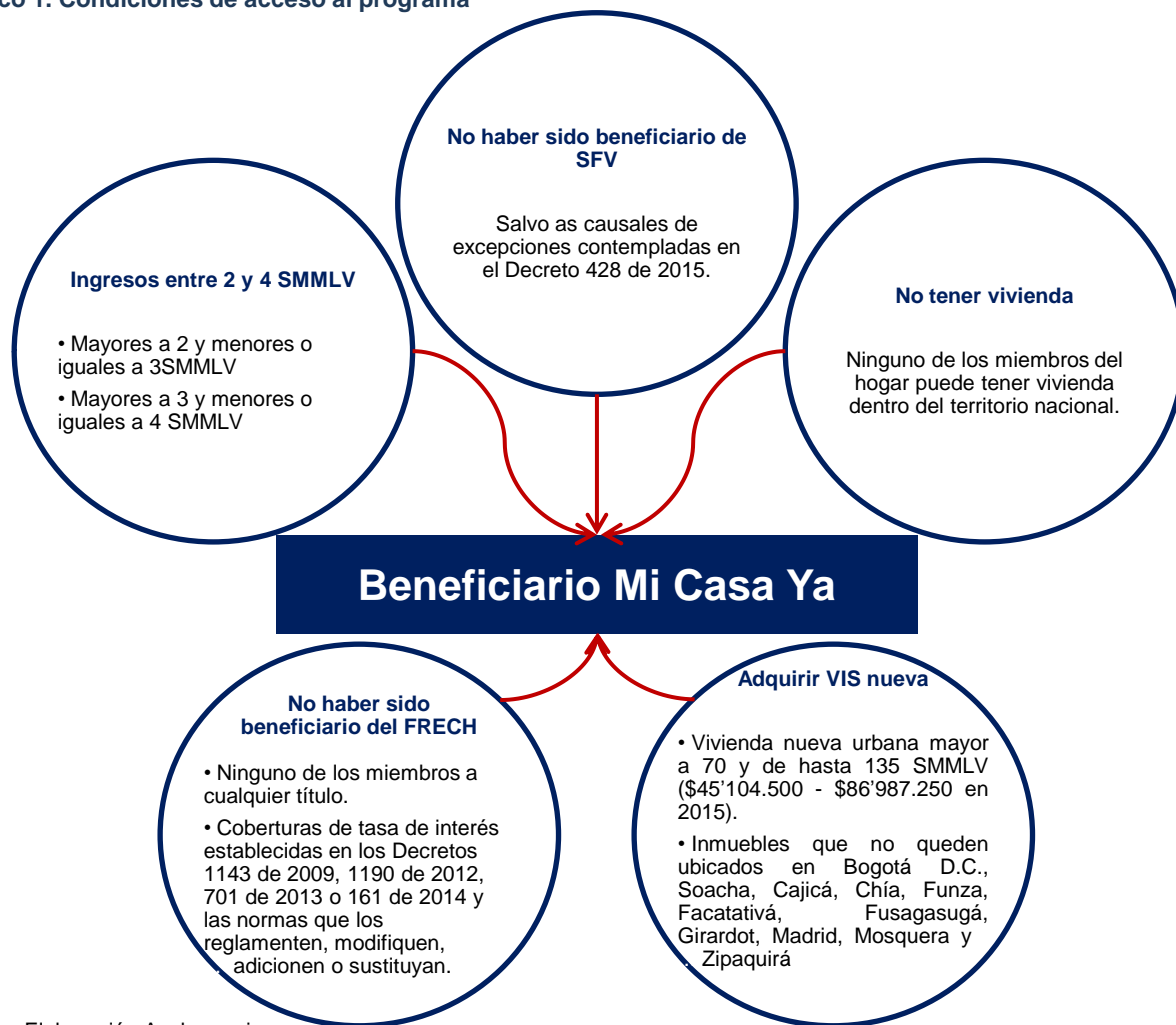 co 1. Condiciones de acceso al programa
No haber sido beneficiario de
SFV
Salvo as causales de
excepciones contempladas en
el Decreto 428 de 2015.
Ingresos entre 2 y 4 SMMLV
• Mayores a 2 y menores o
iguales a 3SMMLV
• Mayores a 3 y menores o
iguales a 4 SMMLV
No tener vivienda
Ninguno de los miembros del
hogar puede tener vivienda
dentro del territorio nacional.
Beneficiario Mi Casa Ya
No haber sido
beneficiario del FRECH
• Ninguno de los miembros a
cualquier título.
• Coberturas de tasa de interés
establecidas en los Decretos
1143 de 2009, 1190 de 2012,
701 de 2013 o 161 de 2014 y
las normas que los
reglamenten, modifiquen,
adicionen o sustituyan.
Adquirir VIS nueva
• Vivienda nueva urbana mayor
a 70 y de hasta 135 SMMLV
($45’104.500 - $86’987.250 en
2015).
• Inmuebles que no queden
ubicados en Bogotá D.C.,
Soacha, Cajicá, Chía, Funza,
Facatativá, Fusagasugá,
Girardot, Madrid, Mosquera y
Zipaquirá